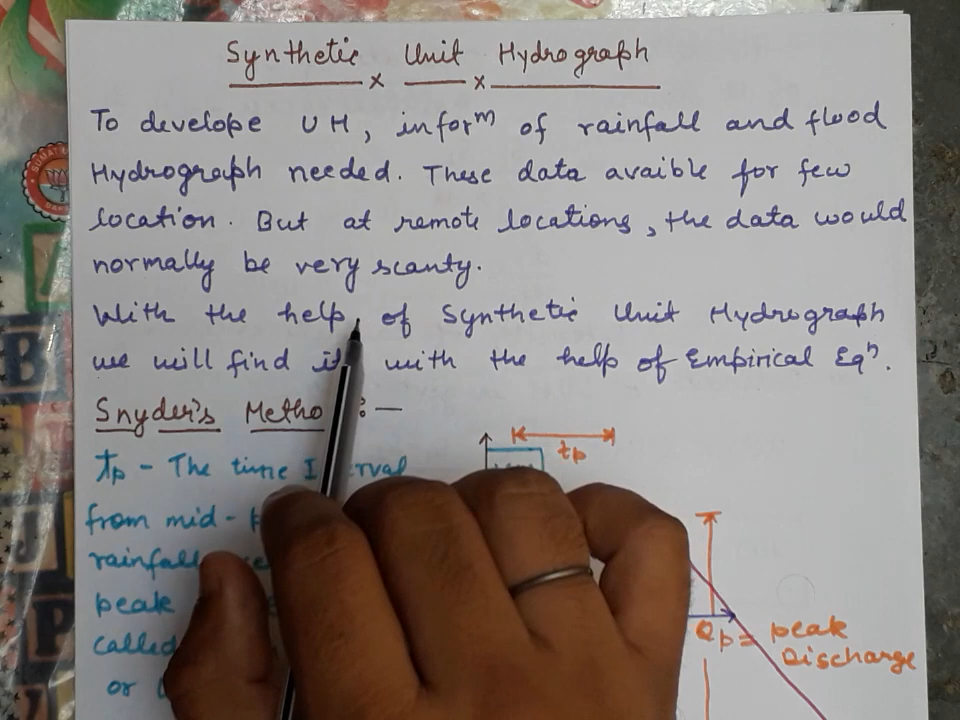 Synthetic Unit Hydrograph
To develope UH, inforᵐ of rainfall and flood
Hydrograph needed. These data avaible for few
location. But at remote locations, the data would
normally be very scanty.
With the help of Synthetic Unit Hydrograph
we will find it with the help of Empirical Eqⁿ.
Snyder's Metho :—
tp - The time I erval
tp
from mid -
rainfall
peak
called
or
Qp = peak
Discharge